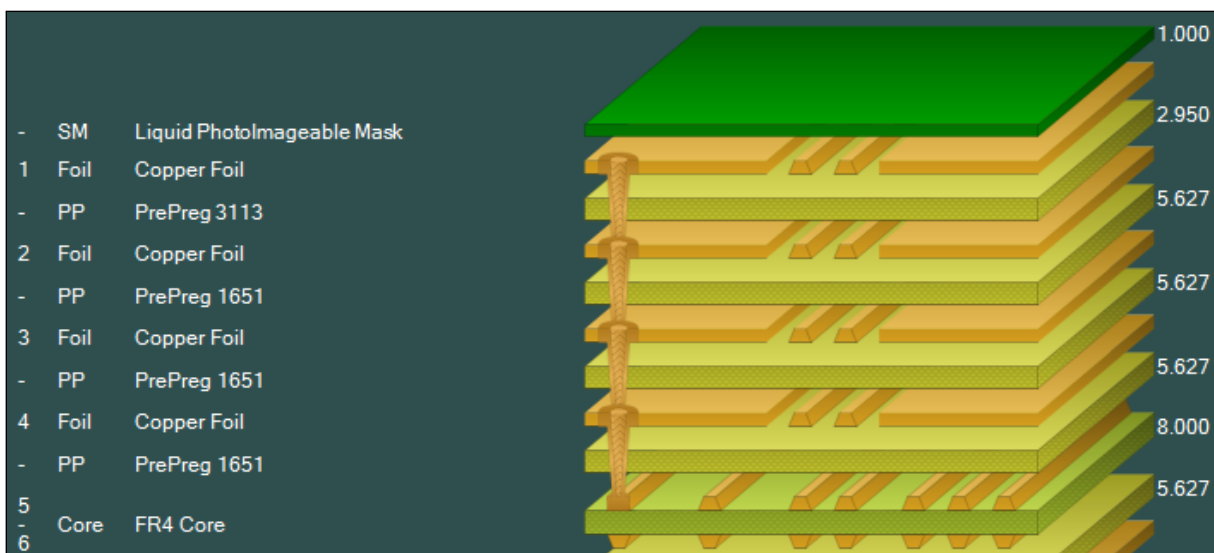 1.000
2.950
- SM Liquid PhotoImageable Mask
1 Foil Copper Foil
5.627
- PP PrePreg 3113
2 Foil Copper Foil
5.627
- PP PrePreg 1651
3 Foil Copper Foil
5.627
- PP PrePreg 1651
4 Foil Copper Foil
8.000
- PP PrePreg 1651
5.627
5
- Core FR4 Core
6